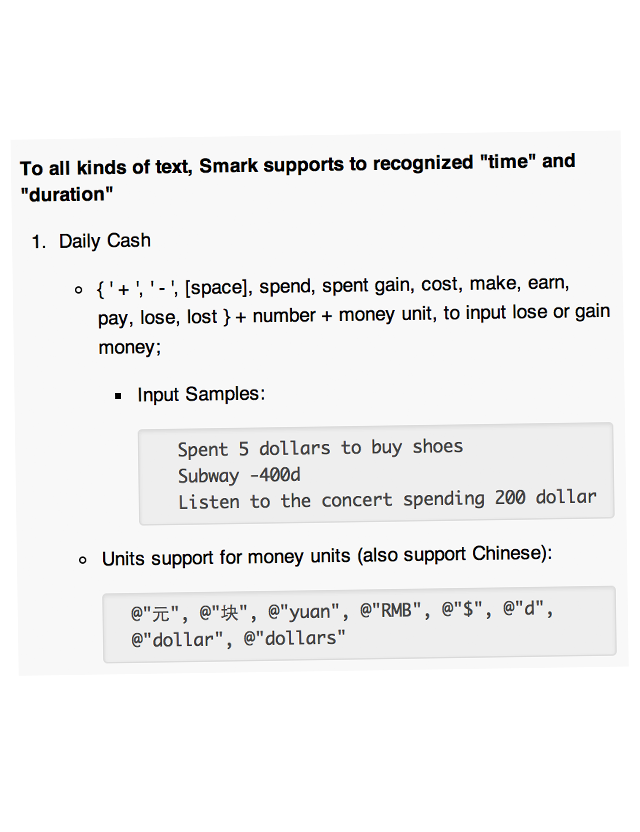 To all kinds of text, Smark supports to recognized "time" and
"duration"
1. Daily Cash
{ ' + ', ' - ', [space], spend, spent gain, cost, make, earn,
pay, lose, lost } + number + money unit, to input lose or gain
money;
Input Samples:
Spent 5 dollars to buy shoes
Subway -400d
Listen to the concert spending 200 dollar
Units support for money units (also support Chinese):
@"元", @"块", @"yuan", @"RMB", @"$", @"d",
@"dollar", @"dollars"